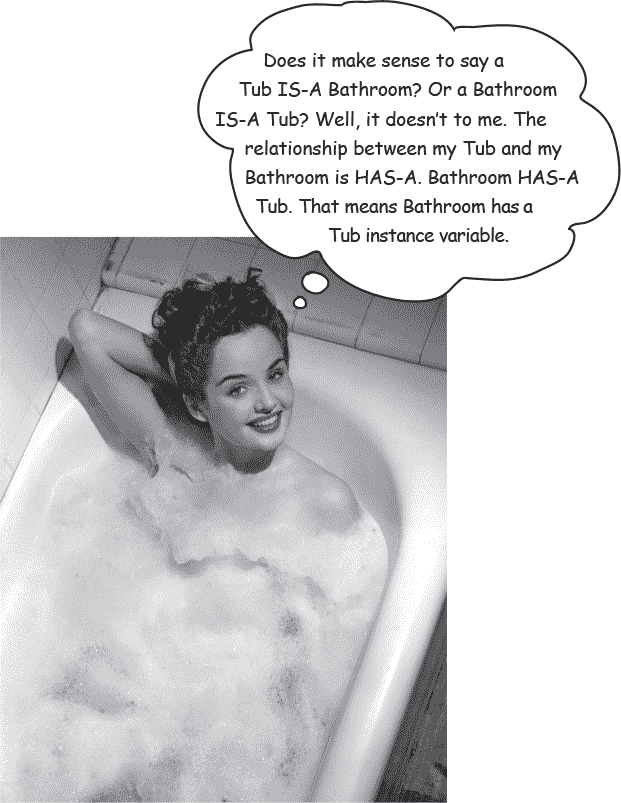 Does it make sense to say a
Tub IS-A Bathroom? Or a Bathroom
IS-A Tub? Well, it doesn't to me. The
relationship between my Tub and my
Bathroom is HAS-A. Bathroom HAS-A
Tub. That means Bathroom has a
Tub instance variable.